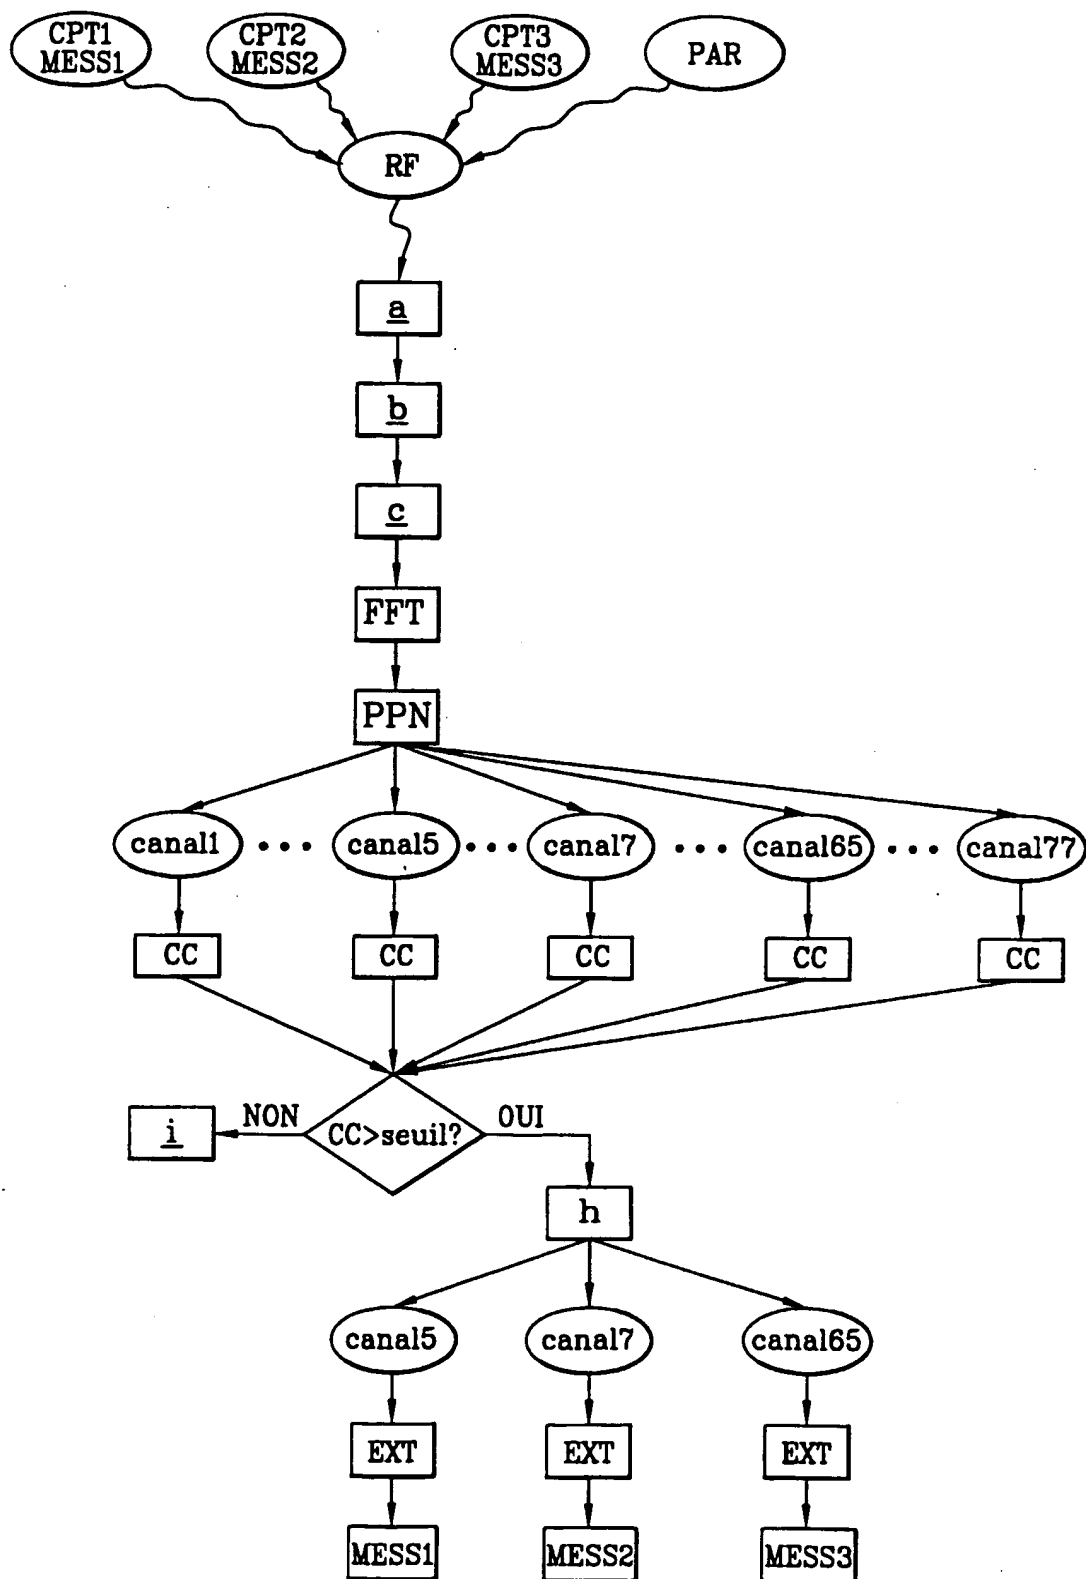 CPT1
MESS1
CPT2
MESS2
CPT3
MESS3
PAR
RF
a
b
c
FFT
PPN
canal1
canal5
canal7
canal65
canal77
CC
CC
CC
CC
CC
CC>seuil?
NON
OUI
i
h
canal5
canal7
canal65
EXT
EXT
EXT
MESS1
MESS2
MESS3